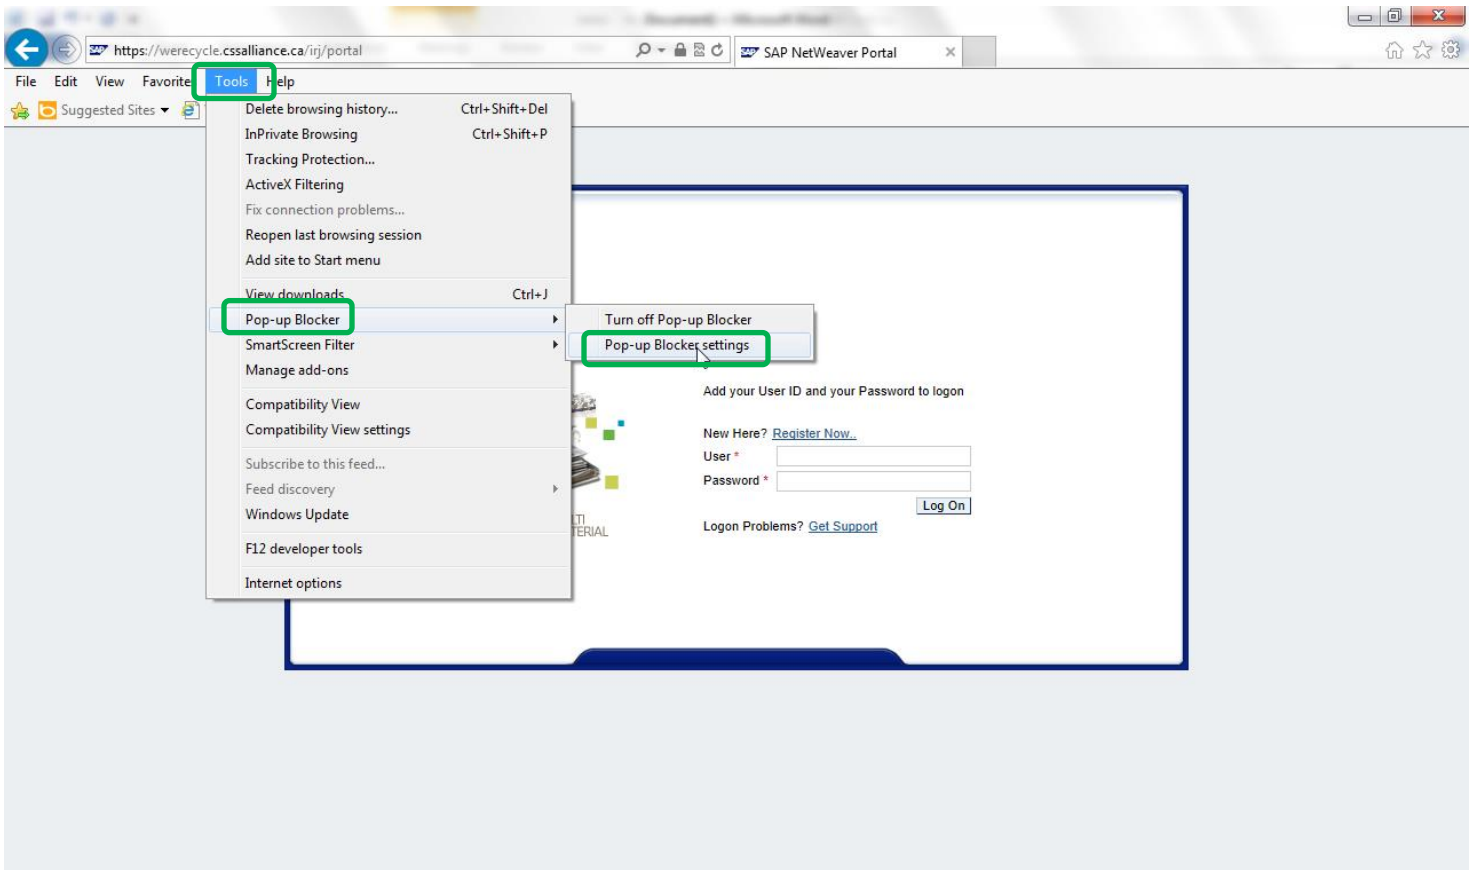 https://werecycle.cssalliance.ca/irj/portal
SAP NetWeaver Portal
File Edit View Favorite Tools Help
Suggested Sites
Delete browsing history... Ctrl+Shift+Del
InPrivate Browsing Ctrl+Shift+P
Tracking Protection...
ActiveX Filtering
Fix connection problems...
Reopen last browsing session
Add site to Start menu
View downloads Ctrl+J
Pop-up Blocker
Turn off Pop-up Blocker
SmartScreen Filter
Pop-up Blocker settings
Manage add-ons
Compatibility View
Compatibility View settings
Subscribe to this feed...
Feed discovery
Windows Update
F12 developer tools
Internet options
Add your User ID and your Password to logon
New Here? Register Now..
User *
Password *
Log On
Logon Problems? Get Support
LTI
TERIAL